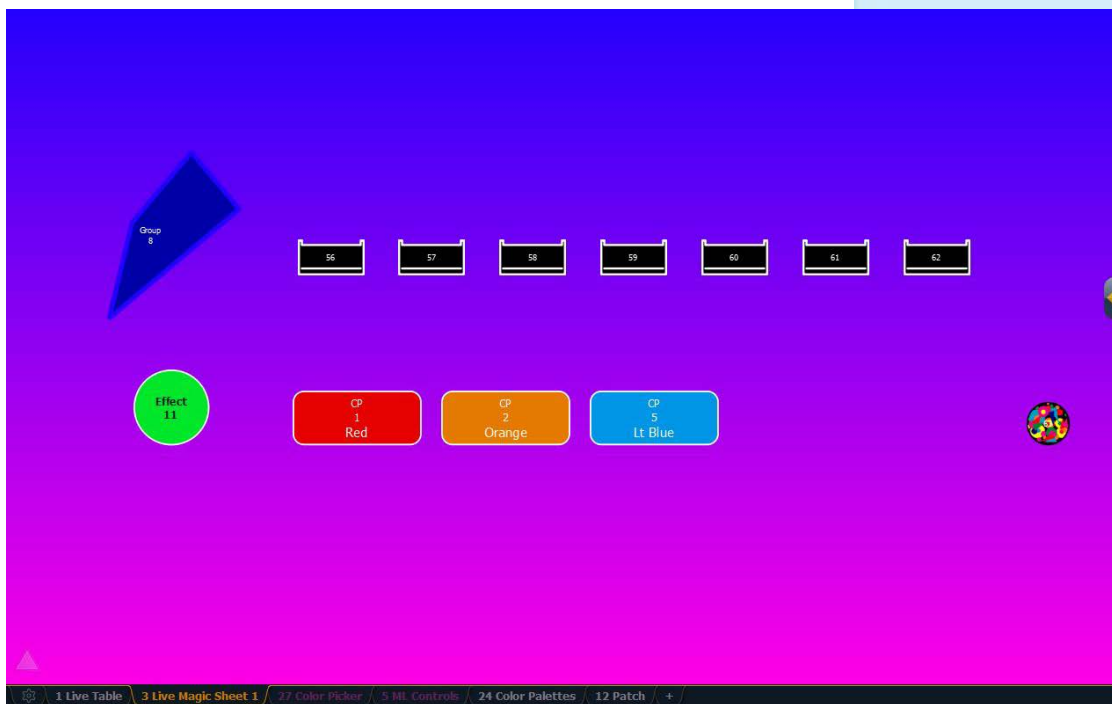 Group
8
56
57
58
59
60
61
62
Effect
11
CP
1
Red
CP
2
Orange
CP
5
Lt Blue
1 Live Table
3 Live Magic Sheet 1
27 Color Picker
5 ML Controls
24 Color Palettes
12 Patch
+